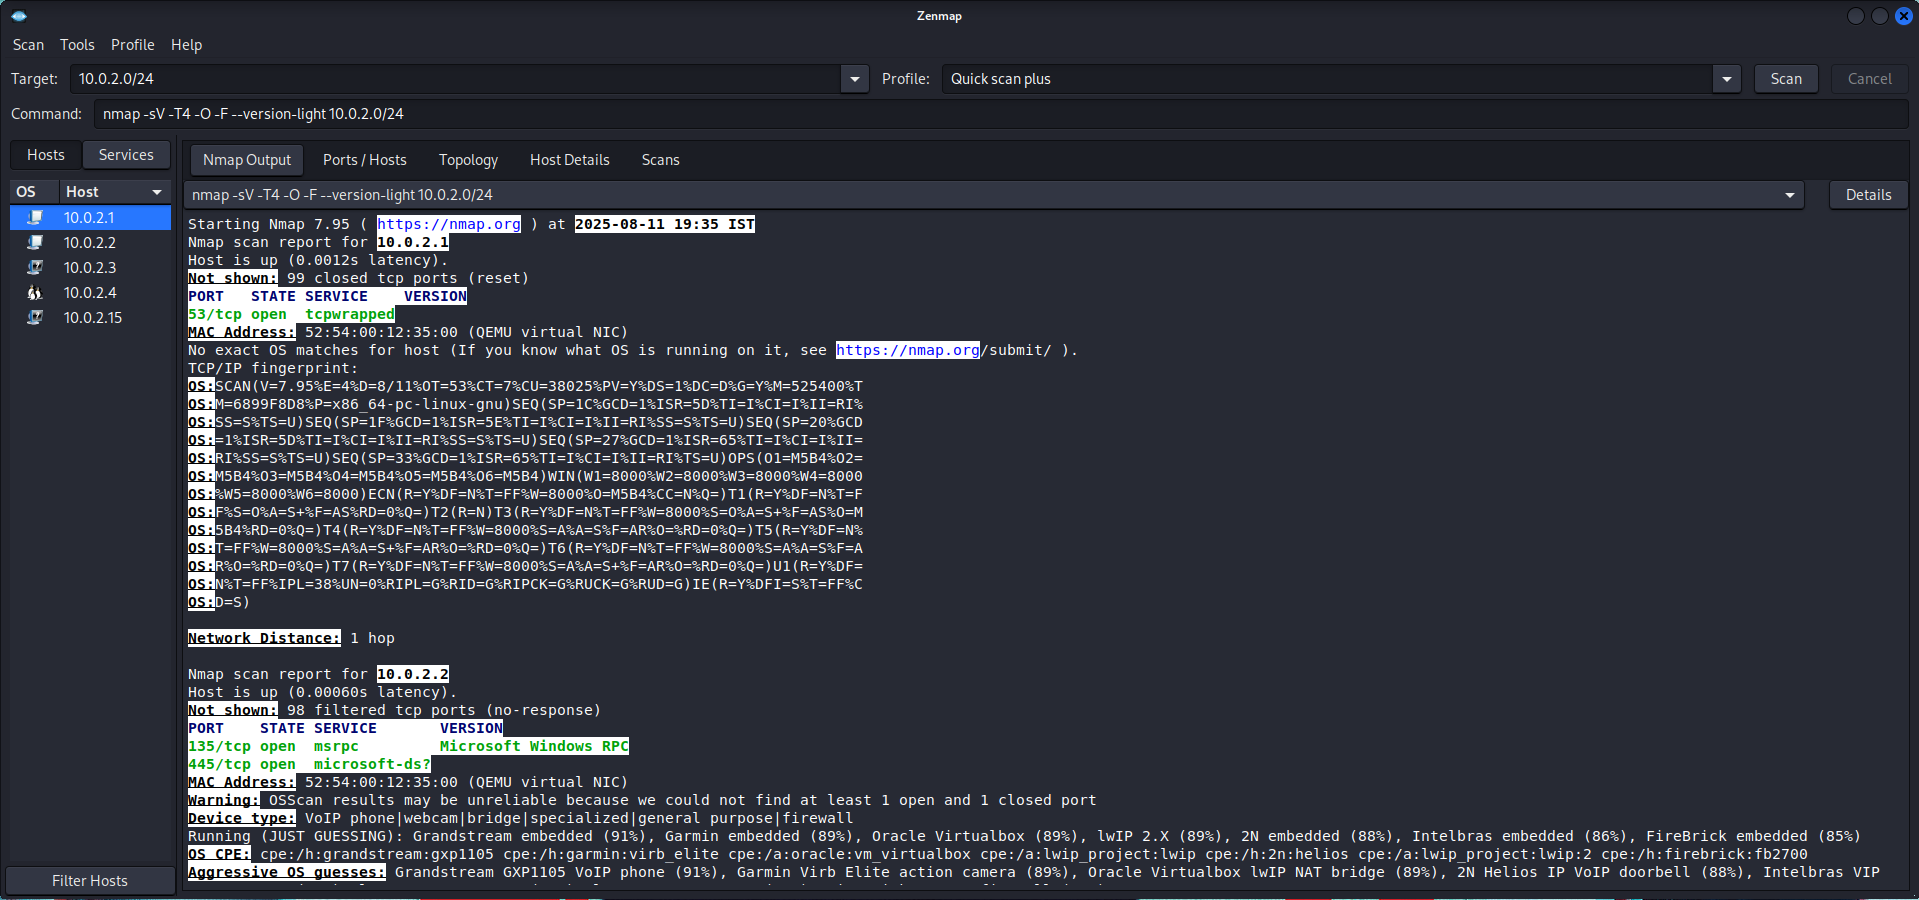 Zenmap
Scan Tools Profile Help
Target: 10.0.2.0/24 Profile: Quick scan plus Scan Cancel
Command: nmap -sV -T4 -O -F --version-light 10.0.2.0/24
Hosts Services
Nmap Output Ports / Hosts Topology Host Details Scans
OS Host
nmap -sV -T4 -O -F --version-light 10.0.2.0/24 Details
10.0.2.1
10.0.2.2
10.0.2.3
10.0.2.4
10.0.2.15
Starting Nmap 7.95 ( https://nmap.org ) at 2025-08-11 19:35 IST
Nmap scan report for 10.0.2.1
Host is up (0.0012s latency).
Not shown: 99 closed tcp ports (reset)
PORT STATE SERVICE VERSION
53/tcp open tcpwrapped
MAC Address: 52:54:00:12:35:00 (QEMU virtual NIC)
No exact OS matches for host (If you know what OS is running on it, see https://nmap.org/submit/ ).
TCP/IP fingerprint:
OS:SCAN(V=7.95%E=4%D=8/11%OT=53%CT=7%CU=38025%PV=Y%DS=1%DC=D%G=Y%M=525400%T
OS:M=6899F8D8%P=x86_64-pc-linux-gnu)SEQ(SP=1C%GCD=1%ISR=5D%TI=I%CI=I%II=RI%
OS:SS=S%TS=U)SEQ(SP=1F%GCD=1%ISR=5E%TI=I%CI=I%II=RI%SS=S%TS=U)SEQ(SP=20%GCD
OS:=1%ISR=5D%TI=I%CI=I%II=RI%SS=S%TS=U)SEQ(SP=27%GCD=1%ISR=65%TI=I%CI=I%II=
OS:RI%SS=S%TS=U)SEQ(SP=33%GCD=1%ISR=65%TI=I%CI=I%II=RI%TS=U)OPS(O1=M5B4%O2=
OS:M5B4%O3=M5B4%O4=M5B4%O5=M5B4%O6=M5B4)WIN(W1=8000%W2=8000%W3=8000%W4=8000
OS:%W5=8000%W6=8000)ECN(R=Y%DF=N%T=FF%W=8000%O=M5B4%CC=N%Q=)T1(R=Y%DF=N%T=F
OS:F%S=O%A=S+%F=AS%RD=0%Q=)T2(R=N)T3(R=Y%DF=N%T=FF%W=8000%S=O%A=S+%F=AS%O=M
OS:5B4%RD=0%Q=)T4(R=Y%DF=N%T=FF%W=8000%S=A%A=S%F=AR%O=%RD=0%Q=)T5(R=Y%DF=N%
OS:T=FF%W=8000%S=A%A=S+%F=AR%O=%RD=0%Q=)T6(R=Y%DF=N%T=FF%W=8000%S=A%A=S%F=A
OS:R%O=%RD=0%Q=)T7(R=Y%DF=N%T=FF%W=8000%S=A%A=S+%F=AR%O=%RD=0%Q=)U1(R=Y%DF=
OS:N%T=FF%IPL=38%UN=0%RIPL=G%RID=G%RIPCK=G%RUCK=G%RUD=G)IE(R=Y%DFI=S%T=FF%C
OS:D=S)
Network Distance: 1 hop
Nmap scan report for 10.0.2.2
Host is up (0.00060s latency).
Not shown: 98 filtered tcp ports (no-response)
PORT STATE SERVICE VERSION
135/tcp open msrpc Microsoft Windows RPC
445/tcp open microsoft-ds?
MAC Address: 52:54:00:12:35:00 (QEMU virtual NIC)
Warning: OSScan results may be unreliable because we could not find at least 1 open and 1 closed port
Device type: VoIP phone|webcam|bridge|specialized|general purpose|firewall
Running (JUST GUESSING): Grandstream embedded (91%), Garmin embedded (89%), Oracle Virtualbox (89%), lwIP 2.X (89%), 2N embedded (88%), Intelbras embedded (86%), FireBrick embedded (85%)
OS CPE: cpe:/h:grandstream:gxp1105 cpe:/h:garmin:virb_elite cpe:/a:oracle:vm_virtualbox cpe:/a:lwip_project:lwip cpe:/h:2n:helios cpe:/a:lwip_project:lwip:2 cpe:/h:firebrick:fb2700
Aggressive OS guesses: Grandstream GXP1105 VoIP phone (91%), Garmin Virb Elite action camera (89%), Oracle Virtualbox lwIP NAT bridge (89%), 2N Helios IP VoIP doorbell (88%), Intelbras VIP
Filter Hosts